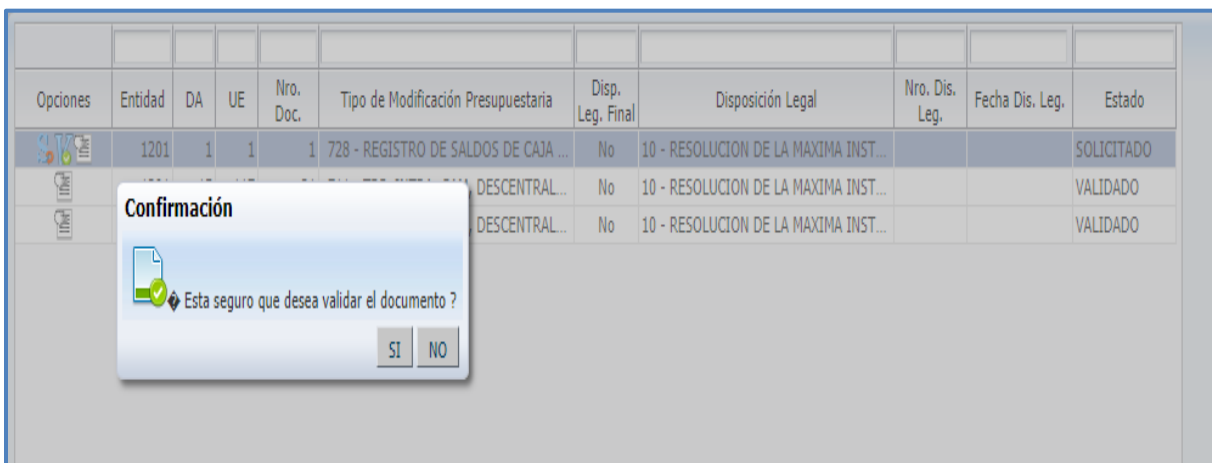 Opciones Entidad DA UE Nro. Doc. Tipo de Modificación Presupuestaria Disp. Leg. Final Disposición Legal Nro. Dis. Leg. Fecha Dis. Leg. Estado
1201 1 1 1 728 - REGISTRO DE SALDOS DE CAJA ... No 10 - RESOLUCION DE LA MAXIMA INST... SOLICITADO
, DESCENTRAL... No 10 - RESOLUCION DE LA MAXIMA INST... VALIDADO
, DESCENTRAL... No 10 - RESOLUCION DE LA MAXIMA INST... VALIDADO
Confirmación
� Esta seguro que desea validar el documento ?
SI NO